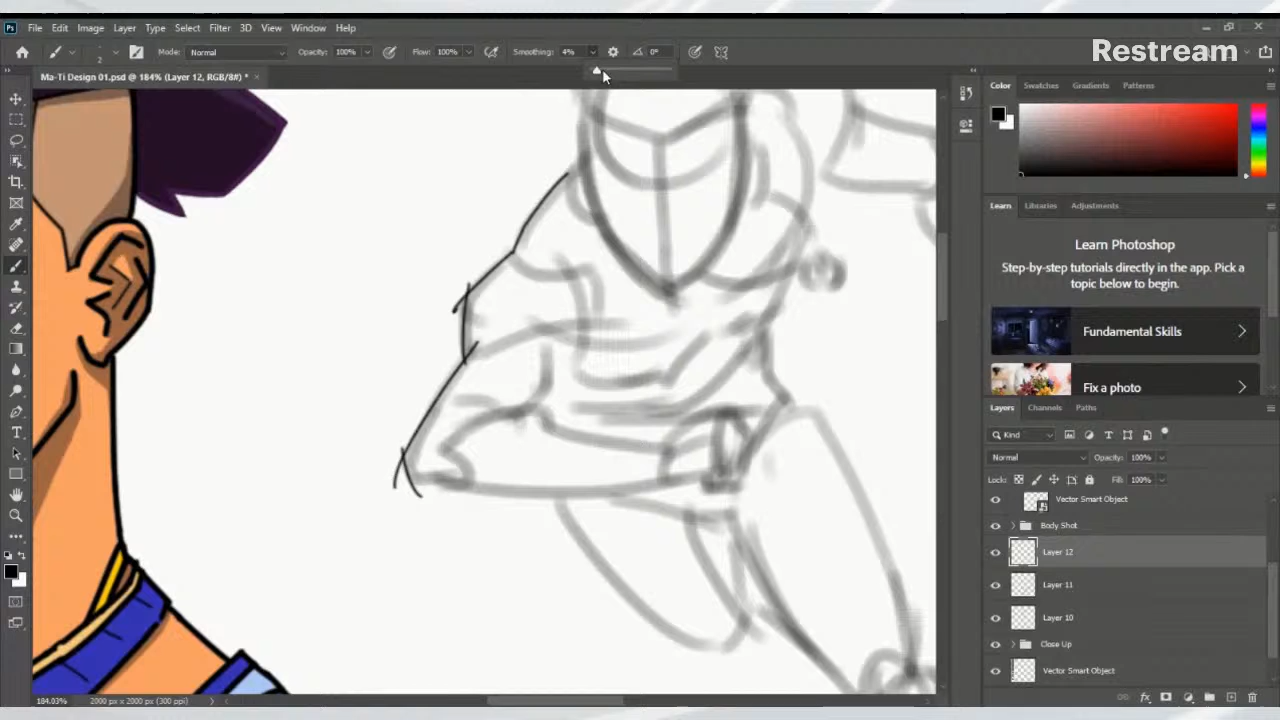 Ps File Edit Image Layer Type Select Filter 3D View Window Help
Restream
2 Mode: Normal Opacity: 100% Flow: 100% Smoothing: 4% 0°
Ma-Ti Design 01.psd @ 184% (Layer 12, RGB/8#) * ×
Color Swatches Gradients Patterns
Learn Libraries Adjustments
Learn Photoshop
Step-by-step tutorials directly in the app. Pick a
topic below to begin.
Fundamental Skills
Fix a photo
Layers Channels Paths
Kind
Normal Opacity: 100%
Lock: Fill: 100%
Vector Smart Object
Body Shot
Layer 12
Layer 11
Layer 10
Close Up
Vector Smart Object
184.03% 2000 px x 2000 px (300 ppi)